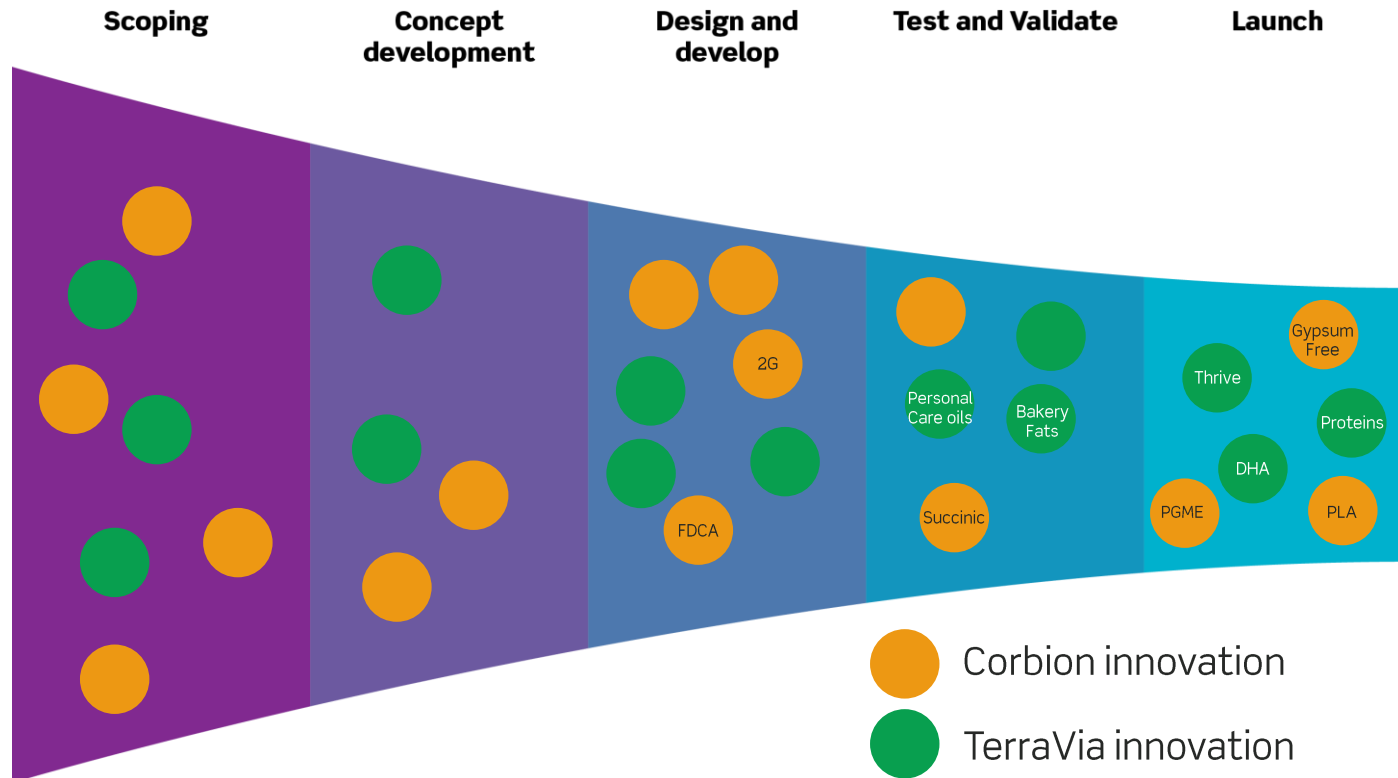 Scoping
Concept
development
Design and
develop
Test and Validate
Launch
2G
FDCA
Personal
Care oils
Bakery
Fats
Succinic
Gypsum
Free
Thrive
Proteins
DHA
PGME
PLA
Corbion innovation
TerraVia innovation